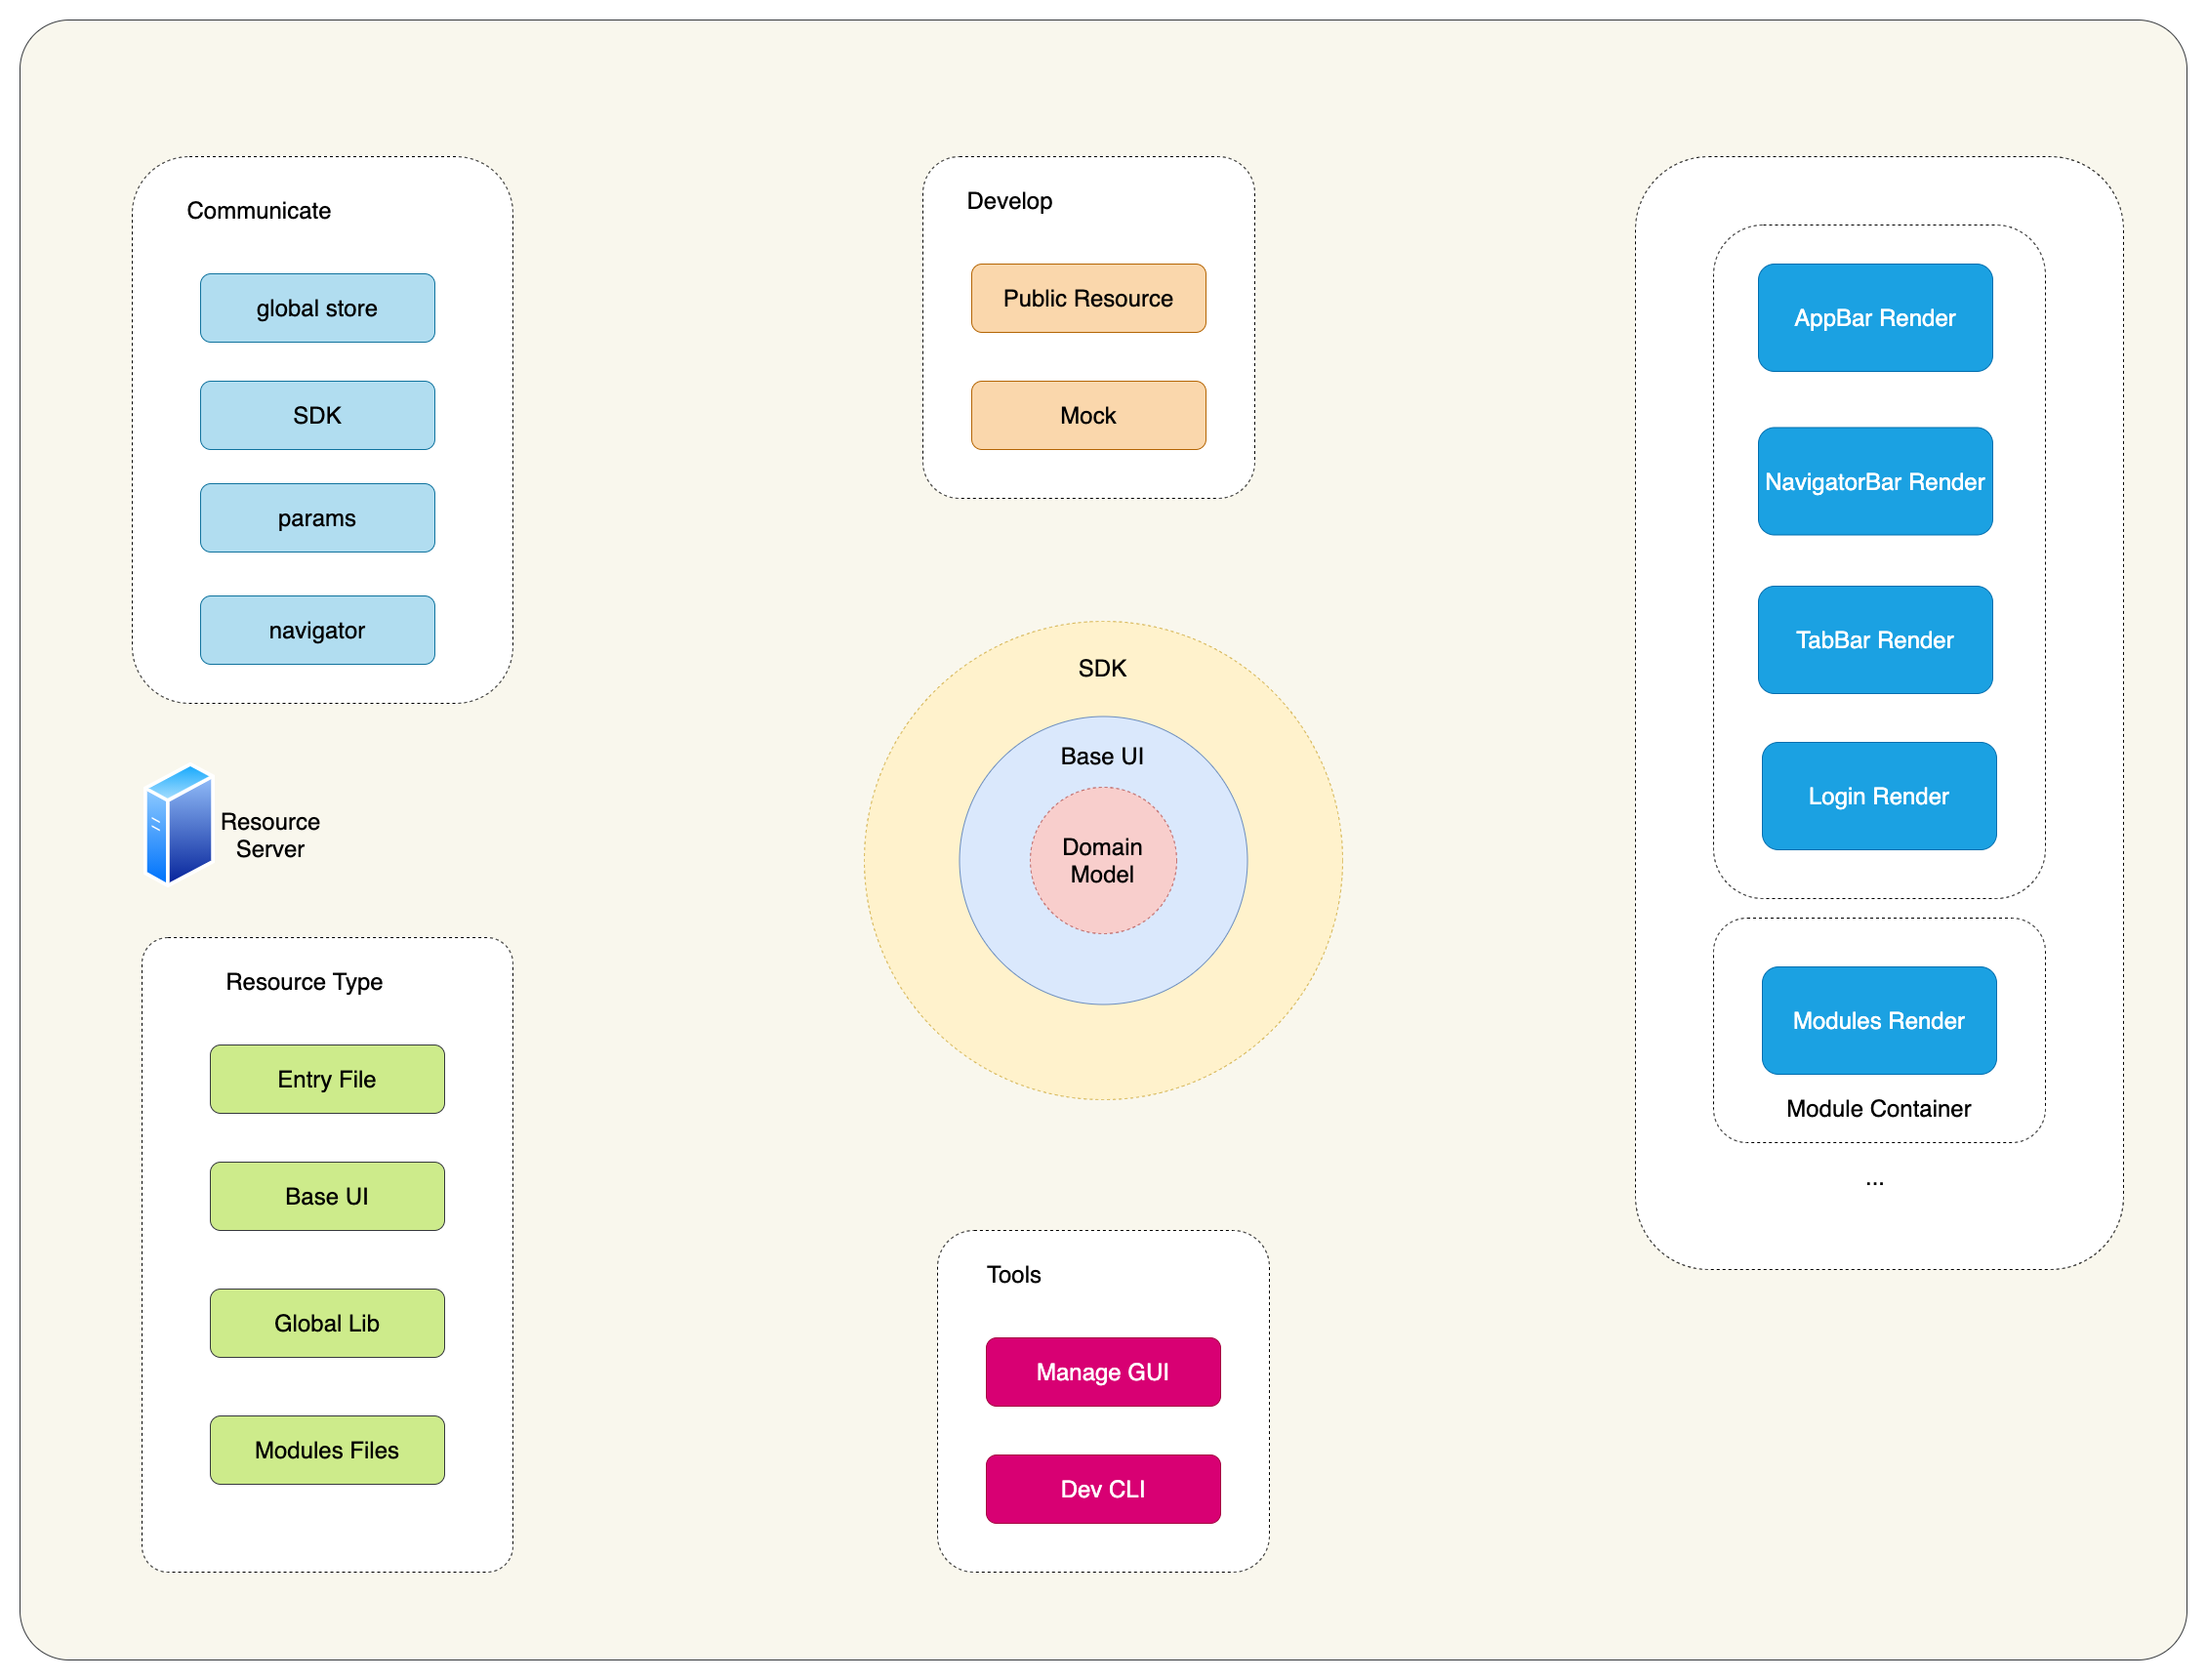 Communicate
global store
SDK
params
navigator
Resource
Server
Resource Type
Entry File
Base UI
Global Lib
Modules Files
Develop
Public Resource
Mock
SDK
Base UI
Domain
Model
Tools
Manage GUI
Dev CLI
AppBar Render
NavigatorBar Render
TabBar Render
Login Render
Modules Render
Module Container
...